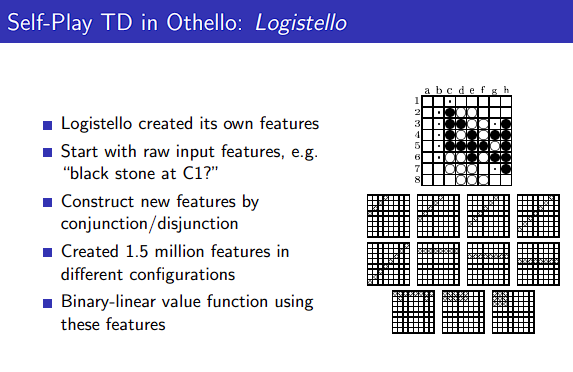 Self-Play TD in Othello: Logistello
Logistello created its own features
Start with raw input features, e.g.
“black stone at C1?”
Construct new features by
conjunction/disjunction
Created 1.5 million features in
different configurations
Binary-linear value function using
these features
a b c d e f g h
1
2
3
4
5
6
7
8